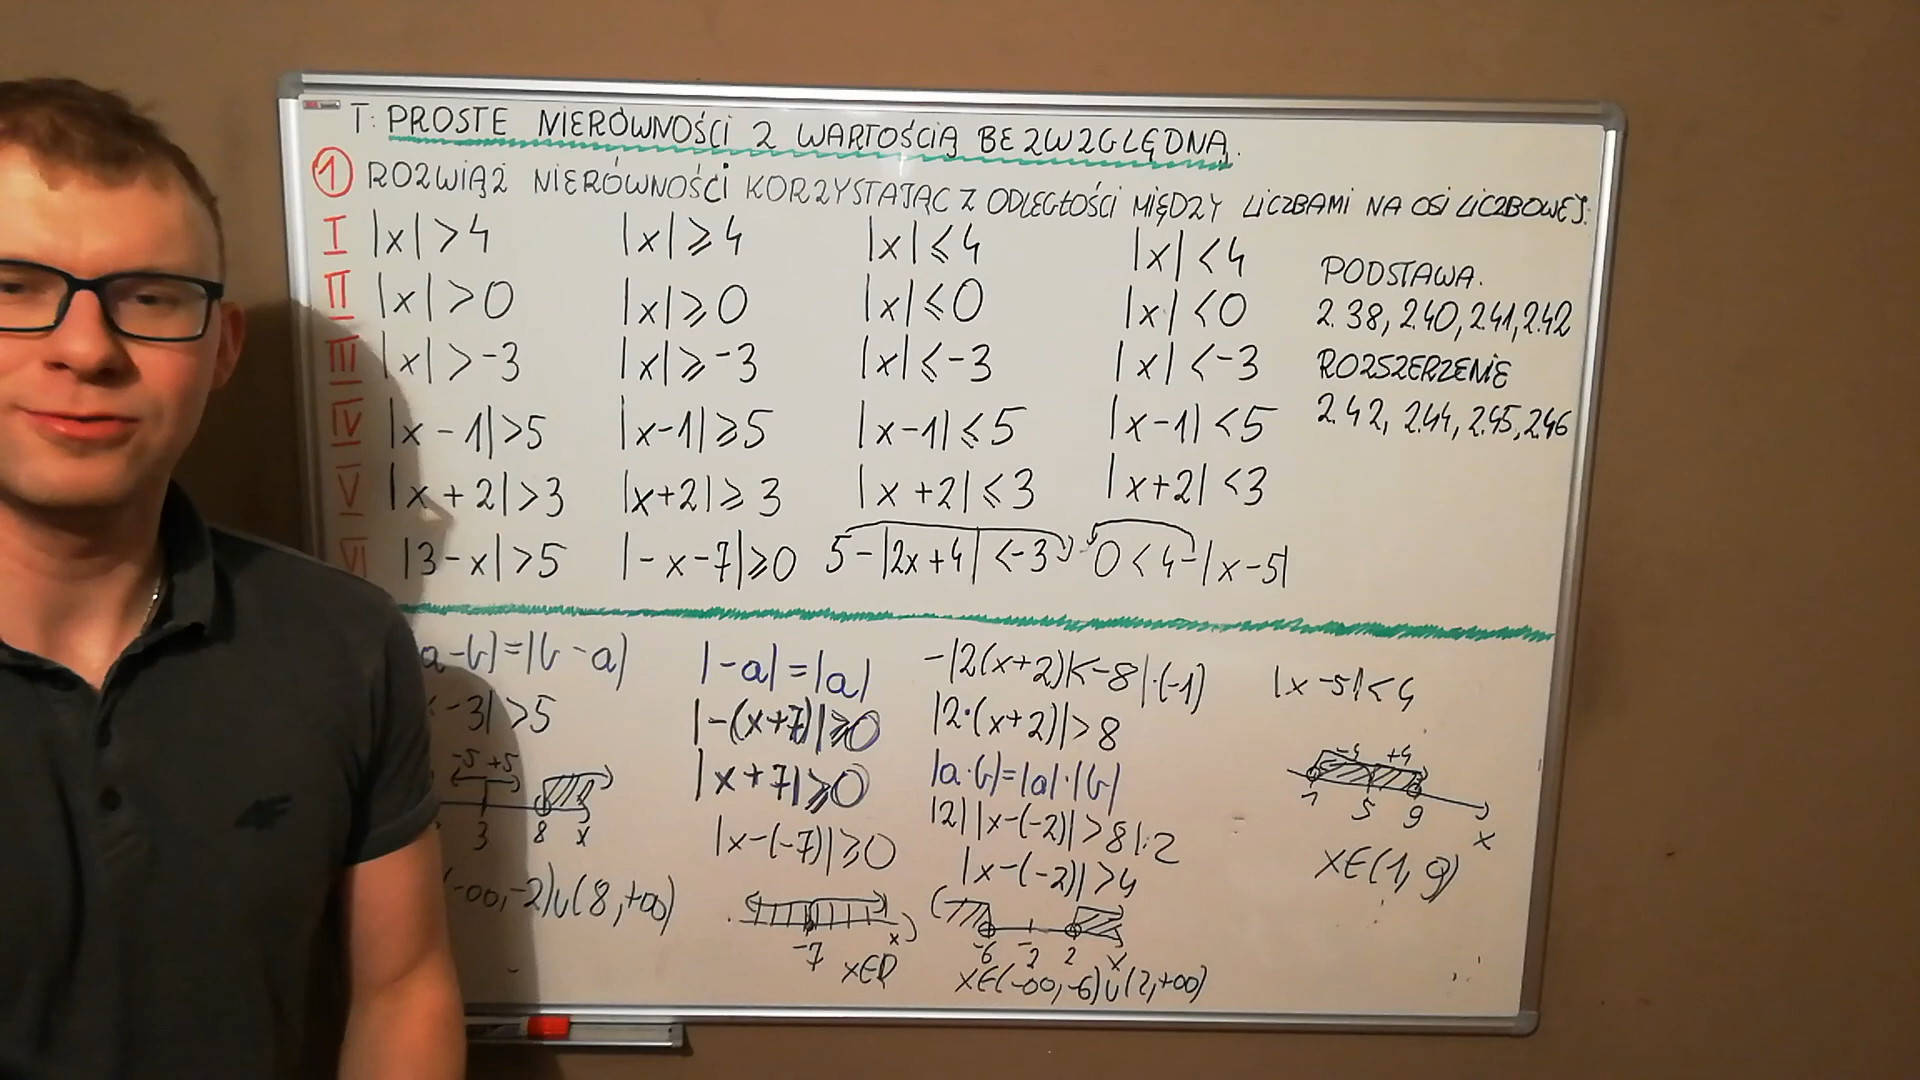 T: PROSTE NIERÓWNOŚCI Z WARTOŚCIĄ BEZWZGLĘDNĄ.
1 ROZWIĄŻ NIERÓWNOŚCI KORZYSTAJĄC Z ODLEGŁOŚCI MIĘDZY LICZBAMI NA OSI LICZBOWEJ:
I |x|>4 |x|⩾4 |x|⩽4 |x|<4
II |x|>0 |x|⩾0 |x|⩽0 |x|<0
III |x|>-3 |x|⩾-3 |x|⩽-3 |x|<-3
IV |x-1|>5 |x-1|⩾5 |x-1|⩽5 |x-1|<5
V |x+2|>3 |x+2|⩾3 |x+2|⩽3 |x+2|<3
VI |3-x|>5 |-x-7|⩾0 5-|2x+4|<-3 0<4-|x-5|
PODSTAWA.
2.38, 2.40, 2.41, 2.42
ROZSZERZENIE
2.42, 2.44, 2.45, 2.46
a-b|=|b-a|
-3|>5
-5 +5
3 8 x
-∞,-2)∪(8,+∞)
|-a|=|a|
|-(x+7)|⩾0
|x+7|⩾0
|x-(-7)|⩾0
-7 x
x∈R
-|2(x+2)|<-8|·(-1)
|2·(x+2)|>8
|a·b|=|a|·|b|
|2||x-(-2)|>8|:2
|x-(-2)|>4
-6 -2 2 x
x∈(-∞,-6)∪(2,+∞)
|x-5|<4
-4 +4
1 5 9 x
x∈(1,9)